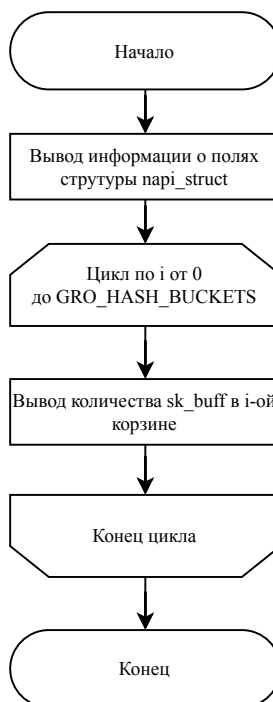 Начало
Вывод информации о полях
струтуры napi_struct
Цикл по i от 0
до GRO_HASH_BUCKETS
Вывод количества sk_buff в i-ой
корзине
Конец цикла
Конец